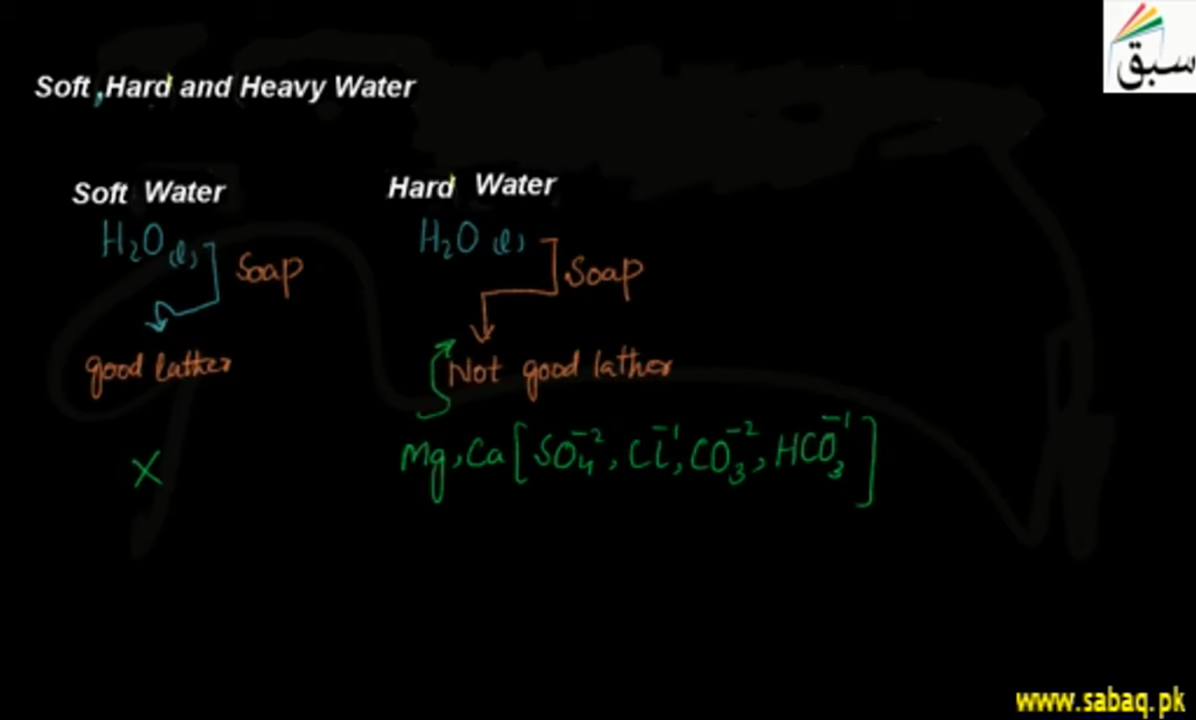 سبق
Soft ,Hard and Heavy Water
Soft Water
H₂O (l)
Soap
good lather
X
Hard Water
H₂O (l)
Soap
Not good lather
Mg, Ca [SO₄⁻², Cl⁻¹, CO₃⁻², HCO₃⁻¹]
www.sabaq.pk